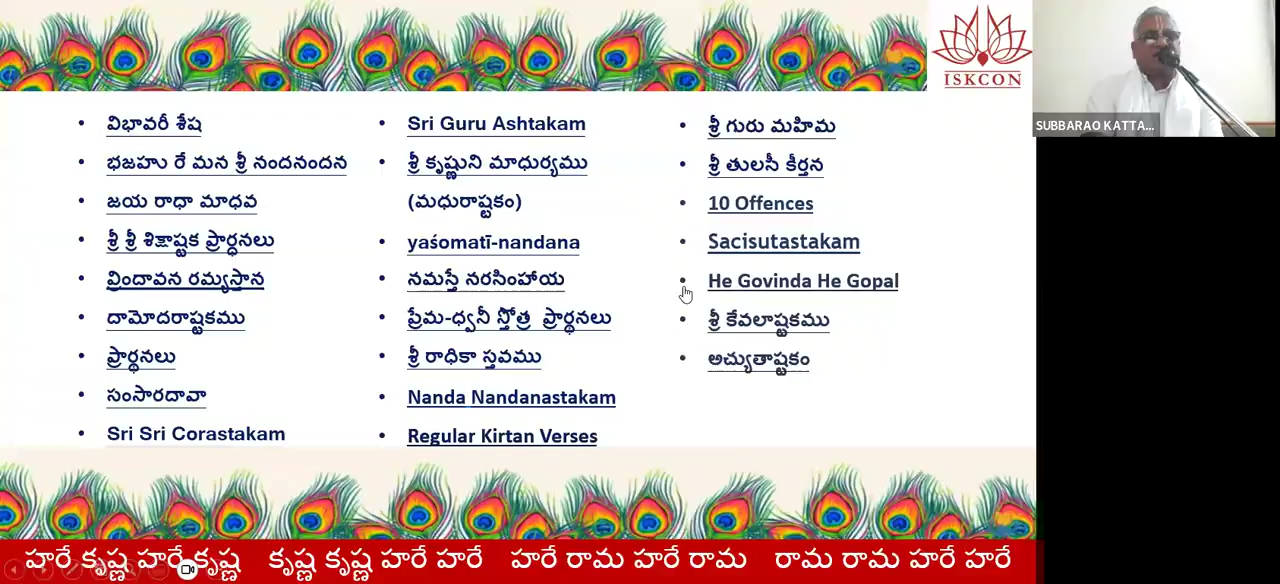 ISKCON
SUBBARAO KATTA...
విభావరీ శేష
భజహు రే మన శ్రీ నందనందన
జయ రాధా మాధవ
శ్రీ శ్రీ శిక్షాష్టక ప్రార్ధనలు
వ్రిందావన రమ్యస్తాన
దామోదరాష్టకము
ప్రార్థనలు
సంసారదావా
Sri Sri Corastakam
Sri Guru Ashtakam
శ్రీ కృష్ణుని మాధుర్యము
(మధురాష్టకం)
yaśomatī-nandana
నమస్తే నరసింహాయ
ప్రేమ-ధ్వనీ స్తోత్ర ప్రార్థనలు
శ్రీ రాధికా స్తవము
Nanda Nandanastakam
Regular Kirtan Verses
శ్రీ గురు మహిమ
శ్రీ తులసీ కీర్తన
10 Offences
Sacisutastakam
He Govinda He Gopal
శ్రీ కేవలాష్టకము
అచ్యుతాష్టకం
హరే కృష్ణ హరే కృష్ణ కృష్ణ కృష్ణ హరే హరే హరే రామ హరే రామ రామ రామ హరే హరే